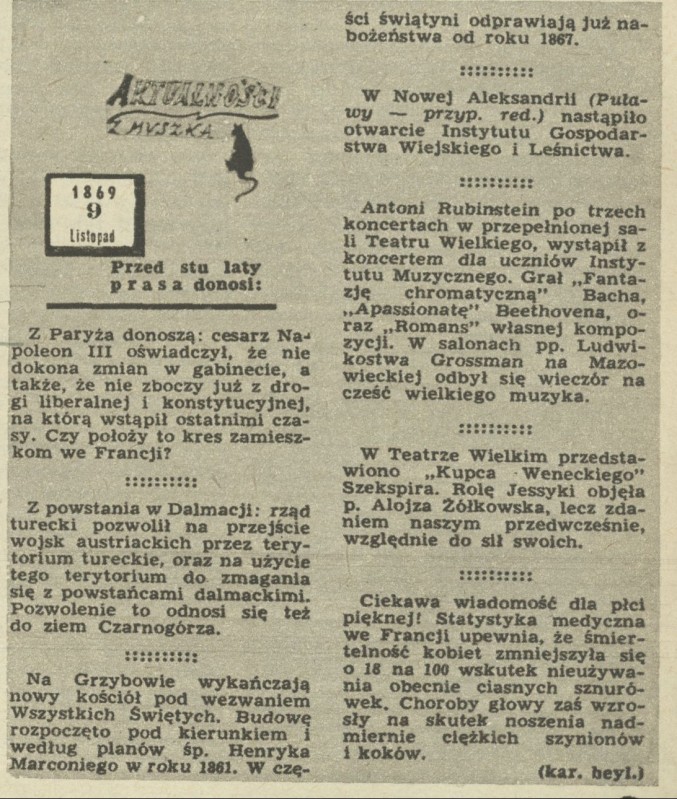 AKTUALNOŚCI
Z MYSZKĄ
1869
9
Listopad
Przed stu laty
prasa donosi:
Z Paryża donoszą: cesarz Na-
poleon III oświadczył, że nie
dokona zmian w gabinecie, a
także, że nie zboczy już z dro-
gi liberalnej i konstytucyjnej,
na którą wstąpił ostatnimi cza-
sy. Czy położy to kres zamiesz-
kom we Francji?
::::::::::
Z powstania w Dalmacji: rząd
turecki pozwolił na przejście
wojsk austriackich przez tery-
torium tureckie, oraz na użycie
tego terytorium do zmagania
się z powstańcami dalmackimi.
Pozwolenie to odnosi się też
do ziem Czarnogórza.
::::::::::
Na Grzybowie wykańczają
nowy kościół pod wezwaniem
Wszystkich Świętych. Budowę
rozpoczęto pod kierunkiem i
według planów śp. Henryka
Marconiego w roku 1861. W czę-
ści świątyni odprawiają już na-
bożeństwa od roku 1867.
::::::::::
W Nowej Aleksandrii (Puła-
wy — przyp. red.) nastąpiło
otwarcie Instytutu Gospodar-
stwa Wiejskiego i Leśnictwa.
::::::::::
Antoni Rubinstein po trzech
koncertach w przepełnionej sa-
li Teatru Wielkiego, wystąpił z
koncertem dla uczniów Insty-
tutu Muzycznego. Grał „Fanta-
zję chromatyczną" Bacha,
„Apassionatę" Beethovena, o-
raz „Romans" własnej kompo-
zycji. W salonach pp. Ludwi-
kostwa Grossman na Mazo-
wieckiej odbył się wieczór na
cześć wielkiego muzyka.
::::::::::
W Teatrze Wielkim przedsta-
wiono „Kupca Weneckiego"
Szekspira. Rolę Jessyki objęła
p. Alojza Żółkowska, lecz zda-
niem naszym przedwcześnie,
względnie do sił swoich.
::::::::::
Ciekawa wiadomość dla płci
pięknej! Statystyka medyczna
we Francji upewnia, że śmier-
telność kobiet zmniejszyła się
o 18 na 100 wskutek nieużywa-
nia obecnie ciasnych sznuró-
wek. Choroby głowy zaś wzro-
sły na skutek noszenia nad-
miernie ciężkich szynionów
i koków.
(kar. beyl.)